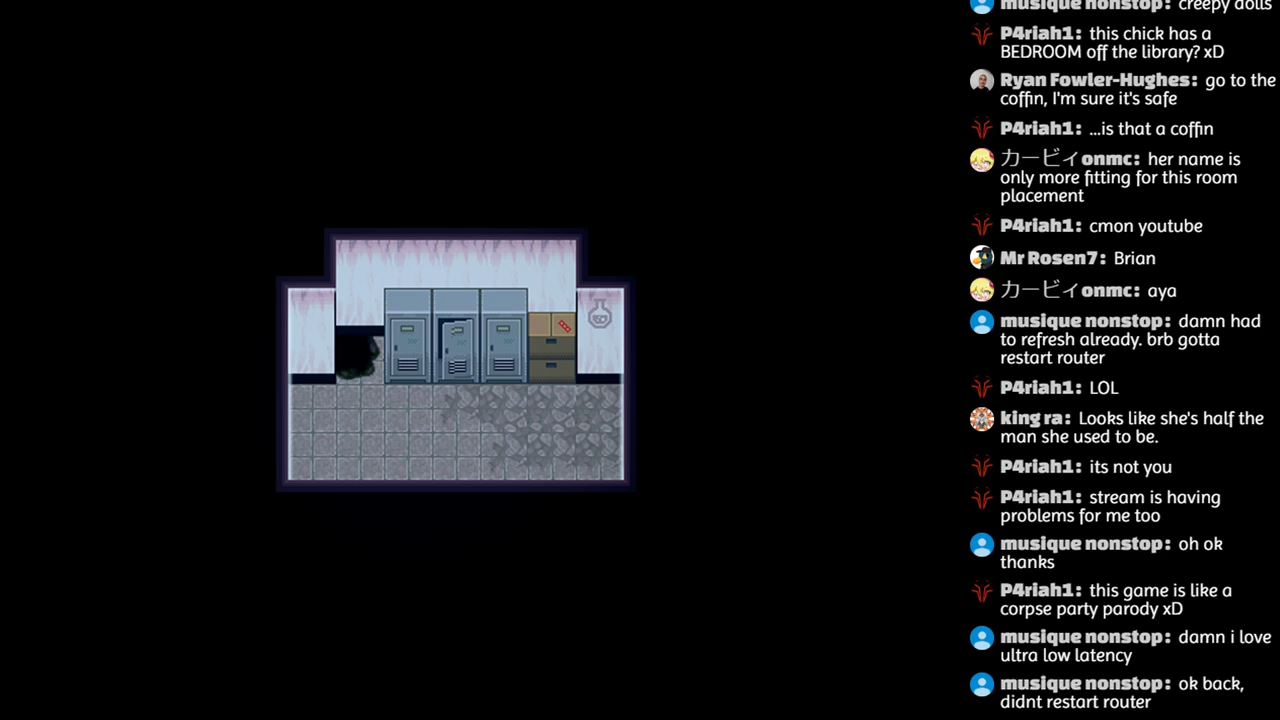 musique nonstop: creepy dolls
P4riah1: this chick has a
BEDROOM off the library? xD
Ryan Fowler-Hughes: go to the
coffin, I'm sure it's safe
P4riah1: ...is that a coffin
カービィonmc: her name is
only more fitting for this room
placement
P4riah1: cmon youtube
Mr Rosen7: Brian
カービィonmc: aya
musique nonstop: damn had
to refresh already. brb gotta
restart router
P4riah1: LOL
king ra: Looks like she's half the
man she used to be.
P4riah1: its not you
P4riah1: stream is having
problems for me too
musique nonstop: oh ok
thanks
P4riah1: this game is like a
corpse party parody xD
musique nonstop: damn i love
ultra low latency
musique nonstop: ok back,
didnt restart router